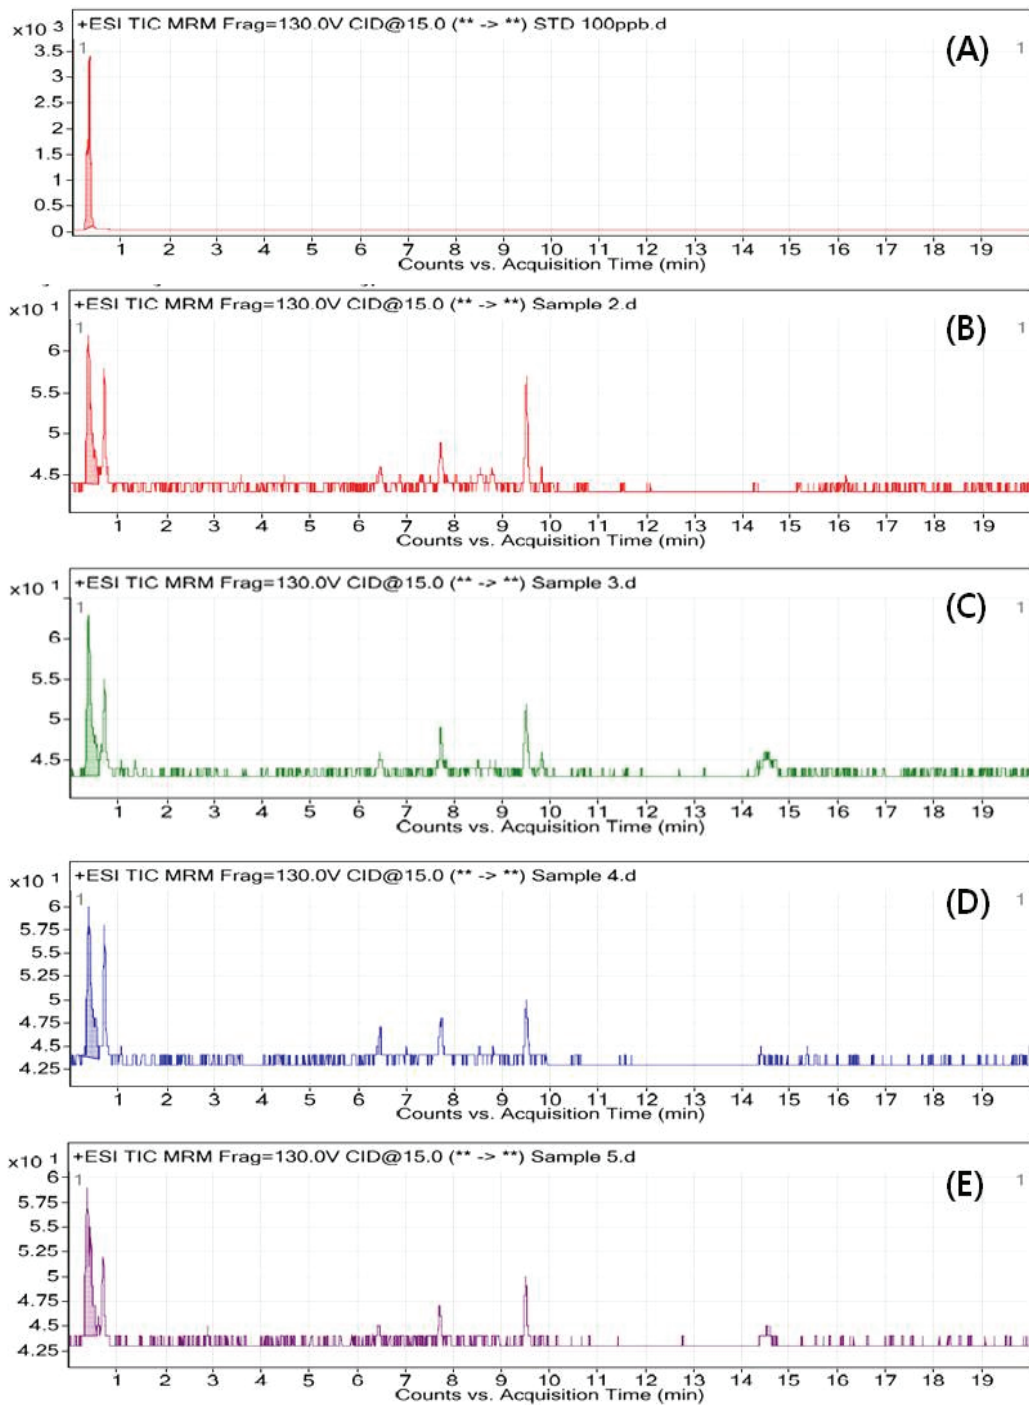 +ESI TIC MRM Frag=130.0V CID@15.0 (** -> **) STD 100ppb.d
×10 3
1
(A)
1
3.5
3
2.5
2
1.5
1
0.5
0
1 2 3 4 5 6 7 8 9 10 11 12 13 14 15 16 17 18 19
Counts vs. Acquisition Time (min)
+ESI TIC MRM Frag=130.0V CID@15.0 (** -> **) Sample 2.d
×10 1
1
(B)
1
6
5.5
5
4.5
1 2 3 4 5 6 7 8 9 10 11 12 13 14 15 16 17 18 19
Counts vs. Acquisition Time (min)
+ESI TIC MRM Frag=130.0V CID@15.0 (** -> **) Sample 3.d
×10 1
1
(C)
1
6
5.5
5
4.5
1 2 3 4 5 6 7 8 9 10 11 12 13 14 15 16 17 18 19
Counts vs. Acquisition Time (min)
+ESI TIC MRM Frag=130.0V CID@15.0 (** -> **) Sample 4.d
×10 1
1
(D)
1
6
5.75
5.5
5.25
5
4.75
4.5
4.25
1 2 3 4 5 6 7 8 9 10 11 12 13 14 15 16 17 18 19
Counts vs. Acquisition Time (min)
+ESI TIC MRM Frag=130.0V CID@15.0 (** -> **) Sample 5.d
×10 1
1
(E)
1
6
5.75
5.5
5.25
5
4.75
4.5
4.25
1 2 3 4 5 6 7 8 9 10 11 12 13 14 15 16 17 18 19
Counts vs. Acquisition Time (min)